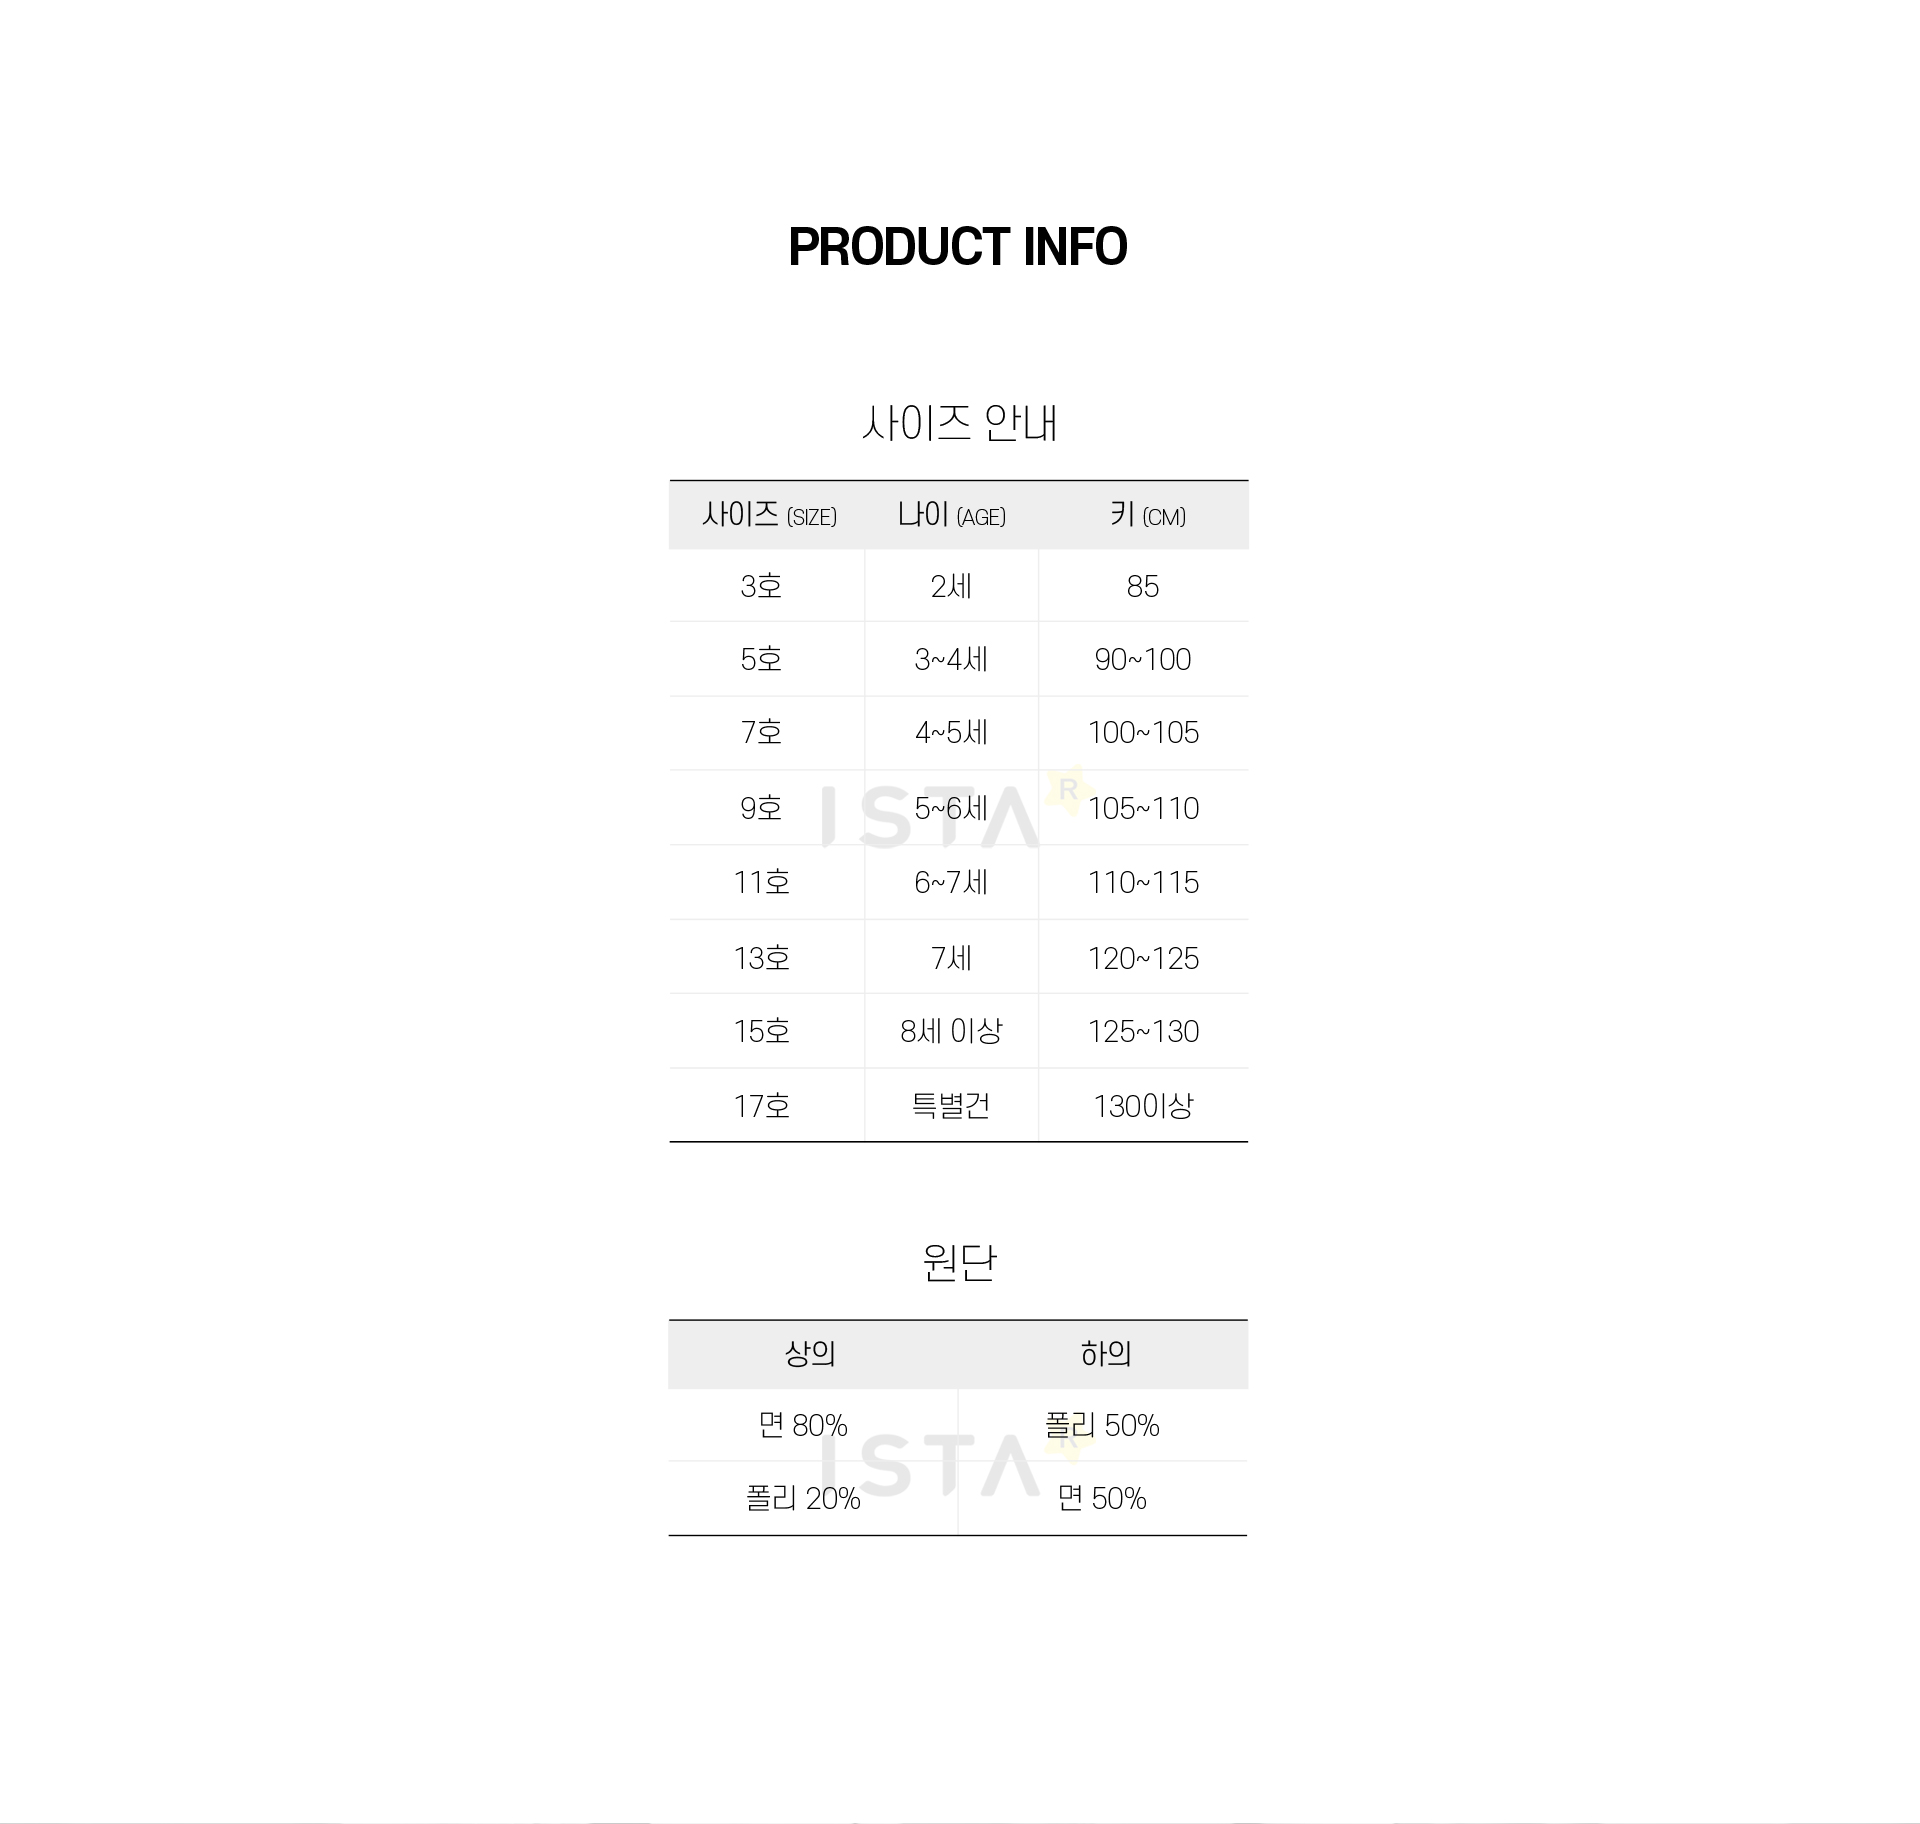 PRODUCT INFO
사이즈 안내
사이즈 (SIZE) 나이 (AGE) 키 (CM)
3호 2세 85
5호 3~4세 90~100
7호 4~5세 100~105
9호 5~6세 105~110
ISTA R
11호 6~7세 110~115
13호 7세 120~125
15호 8세 이상 125~130
17호 특별건 130이상
원단
상의 하의
면 80% 폴리 50%
ISTA R
폴리 20% 면 50%